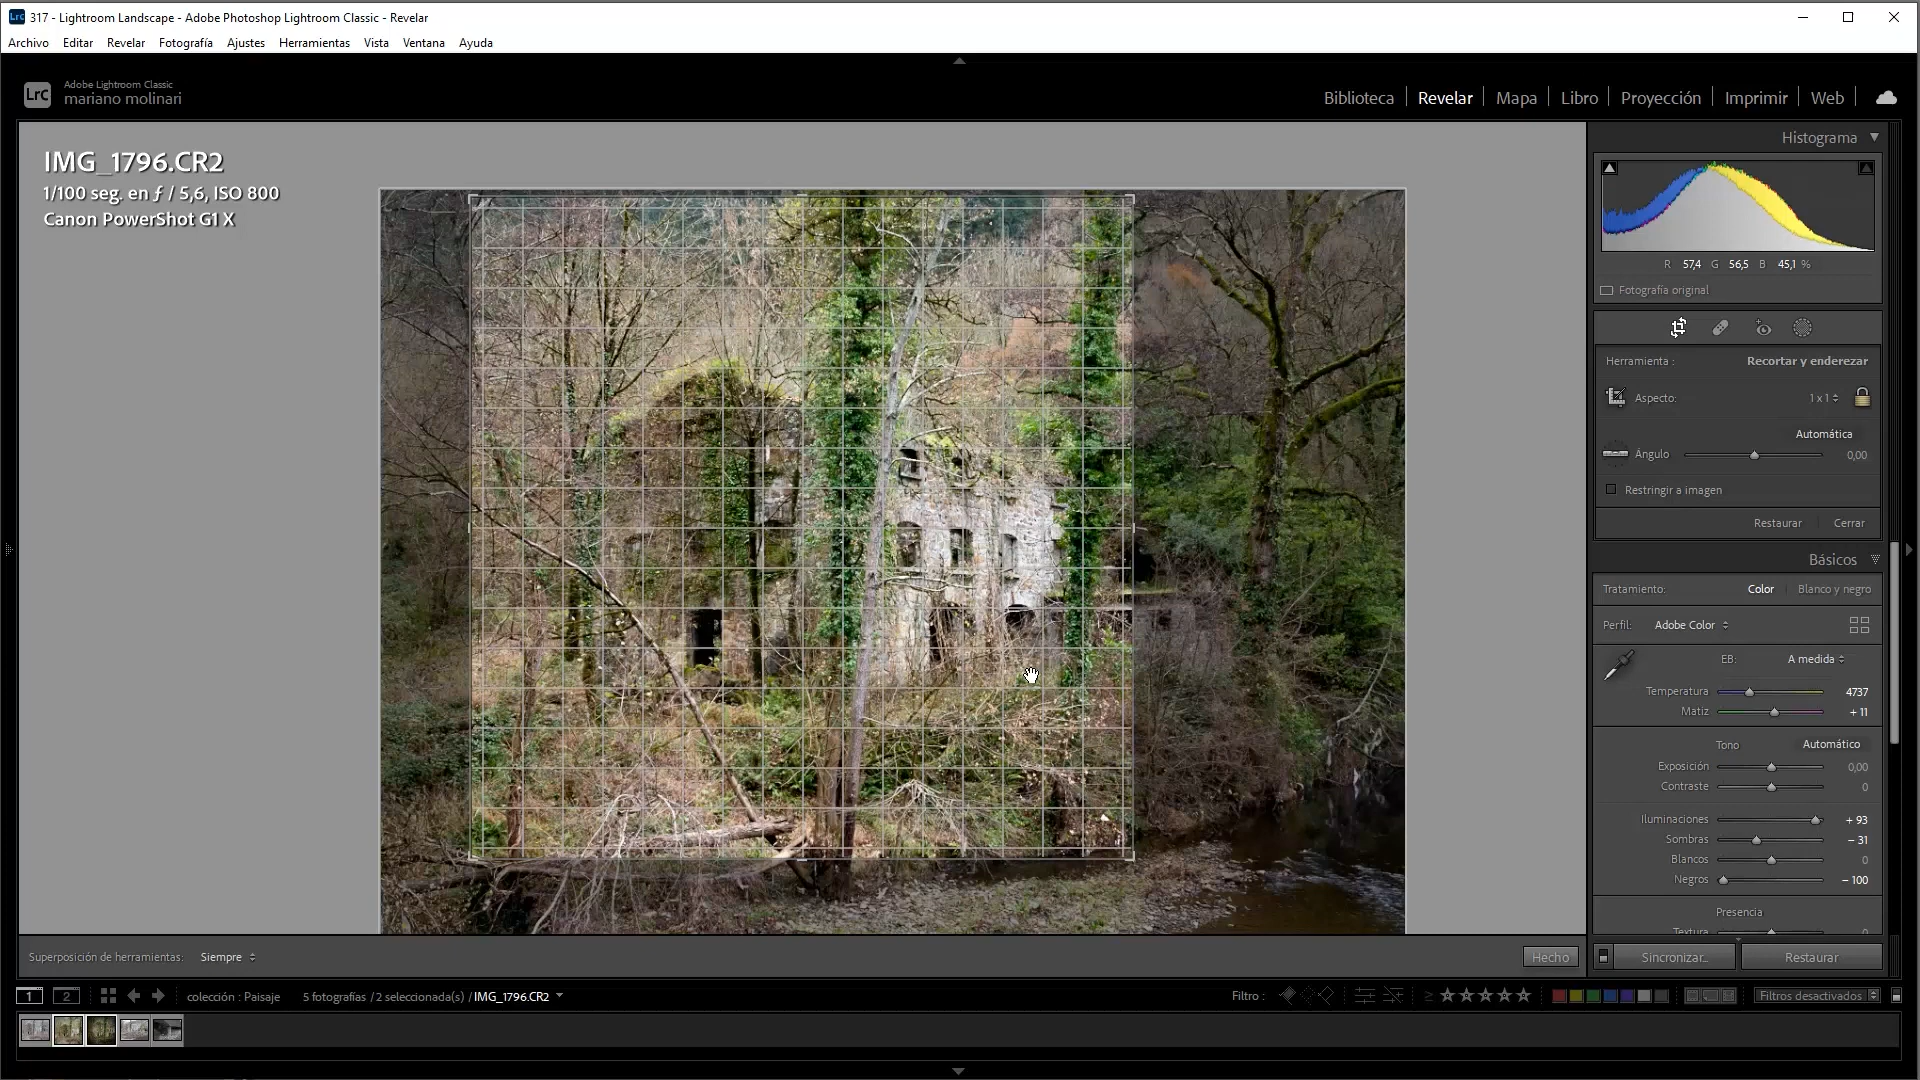 317 - Lightroom Landscape - Adobe Photoshop Lightroom Classic - Revelar
Archivo Editar Revelar Fotografía Ajustes Herramientas Vista Ventana Ayuda
Lrc
Adobe Lightroom Classic
mariano molinari
Biblioteca Revelar Mapa Libro Proyección Imprimir Web
IMG_1796.CR2
1/100 seg. en ƒ / 5,6, ISO 800
Canon PowerShot G1 X
Histograma
R 57,4 G 56,5 B 45,1 %
Fotografía original
Herramienta : Recortar y enderezar
Aspecto: 1 x 1
Automática
Ángulo 0,00
Restringir a imagen
Restaurar Cerrar
Básicos
Tratamiento: Color Blanco y negro
Perfil: Adobe Color
EB: A medida
Temperatura 4737
Matiz + 11
Tono Automático
Exposición 0,00
Contraste 0
Iluminaciones + 93
Sombras − 31
Blancos 0
Negros − 100
Presencia
Textura 0
Superposición de herramientas: Siempre
Hecho
Sincronizar... Restaurar
1 2 colección : Paisaje 5 fotografías / 2 seleccionada(s) / IMG_1796.CR2
Filtro : ≥ Filtros desactivados